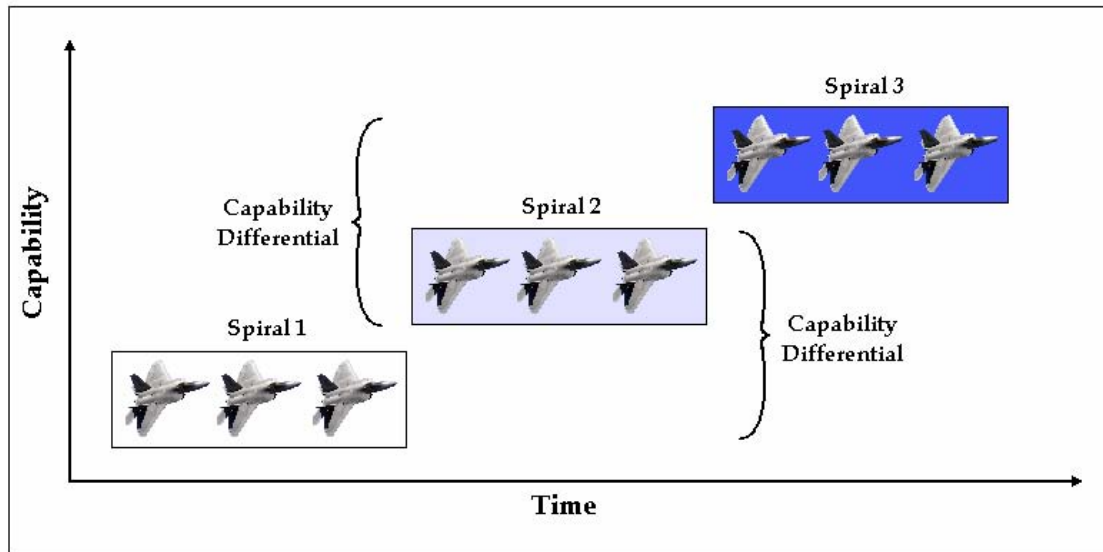 Spiral 3
Spiral 2
Capability
Differential
Spiral 1
Capability
Differential
Capability
Time